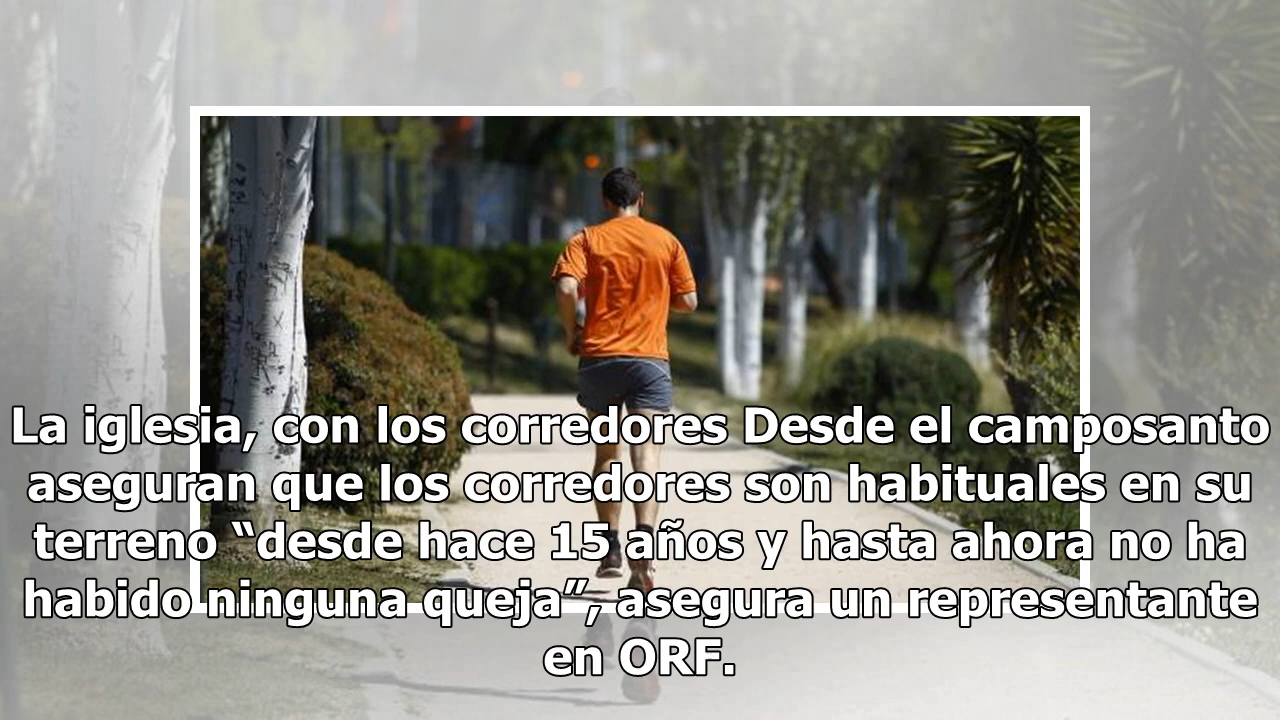 La iglesia, con los corredores Desde el camposanto
aseguran que los corredores son habituales en su
terreno “desde hace 15 años y hasta ahora no ha
habido ninguna queja”, asegura un representante
en ORF.